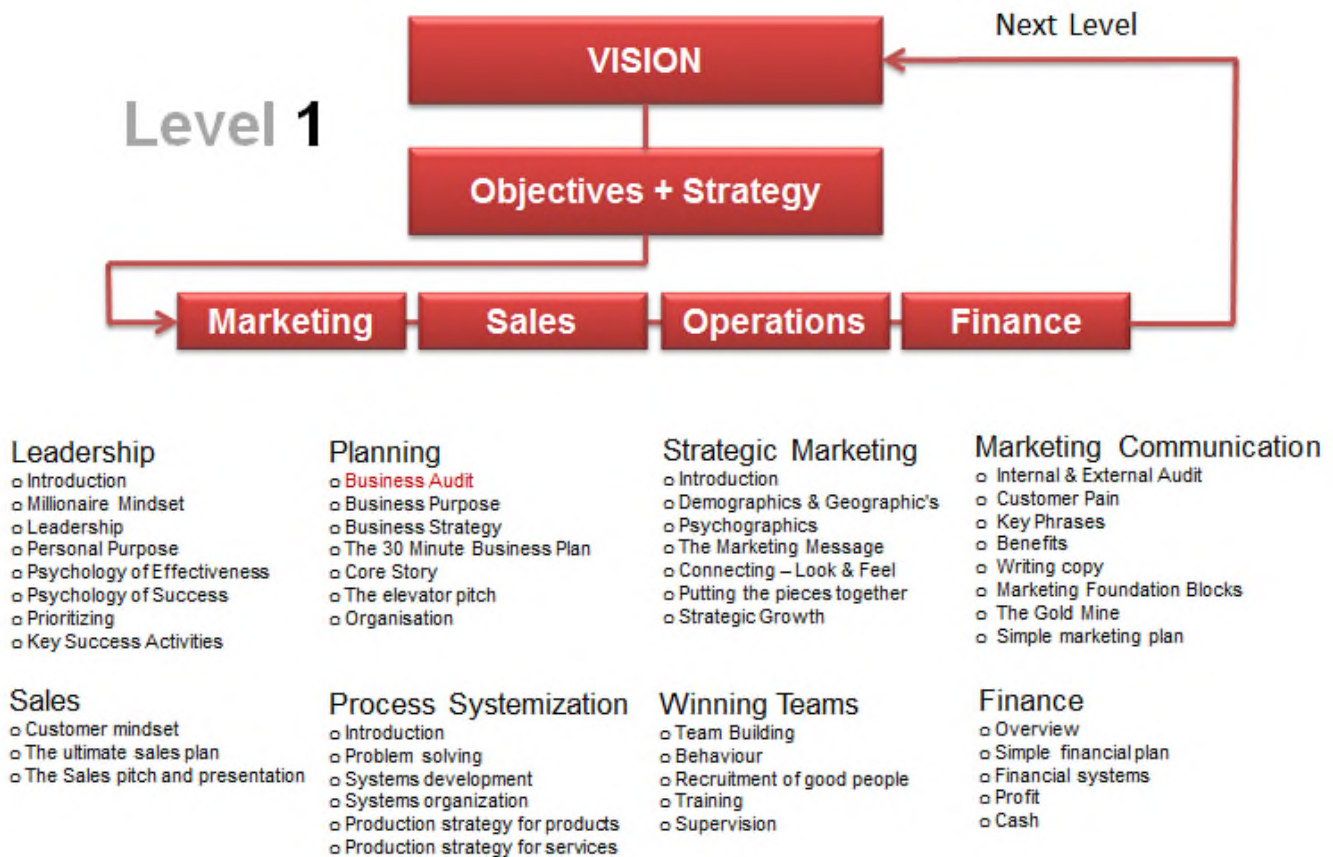 Next Level
VISION
Level 1
Objectives + Strategy
Marketing
Sales
Operations
Finance
Leadership
Introduction
Millionaire Mindset
Leadership
Personal Purpose
Psychology of Effectiveness
Psychology of Success
Prioritizing
Key Success Activities
Planning
Business Audit
Business Purpose
Business Strategy
The 30 Minute Business Plan
Core Story
The elevator pitch
Organisation
Strategic Marketing
Introduction
Demographics & Geographic's
Psychographics
The Marketing Message
Connecting – Look & Feel
Putting the pieces together
Strategic Growth
Marketing Communication
Internal & External Audit
Customer Pain
Key Phrases
Benefits
Writing copy
Marketing Foundation Blocks
The Gold Mine
Simple marketing plan
Sales
Customer mindset
The ultimate sales plan
The Sales pitch and presentation
Process Systemization
Introduction
Problem solving
Systems development
Systems organization
Production strategy for products
Production strategy for services
Winning Teams
Team Building
Behaviour
Recruitment of good people
Training
Supervision
Finance
Overview
Simple financial plan
Financial systems
Profit
Cash